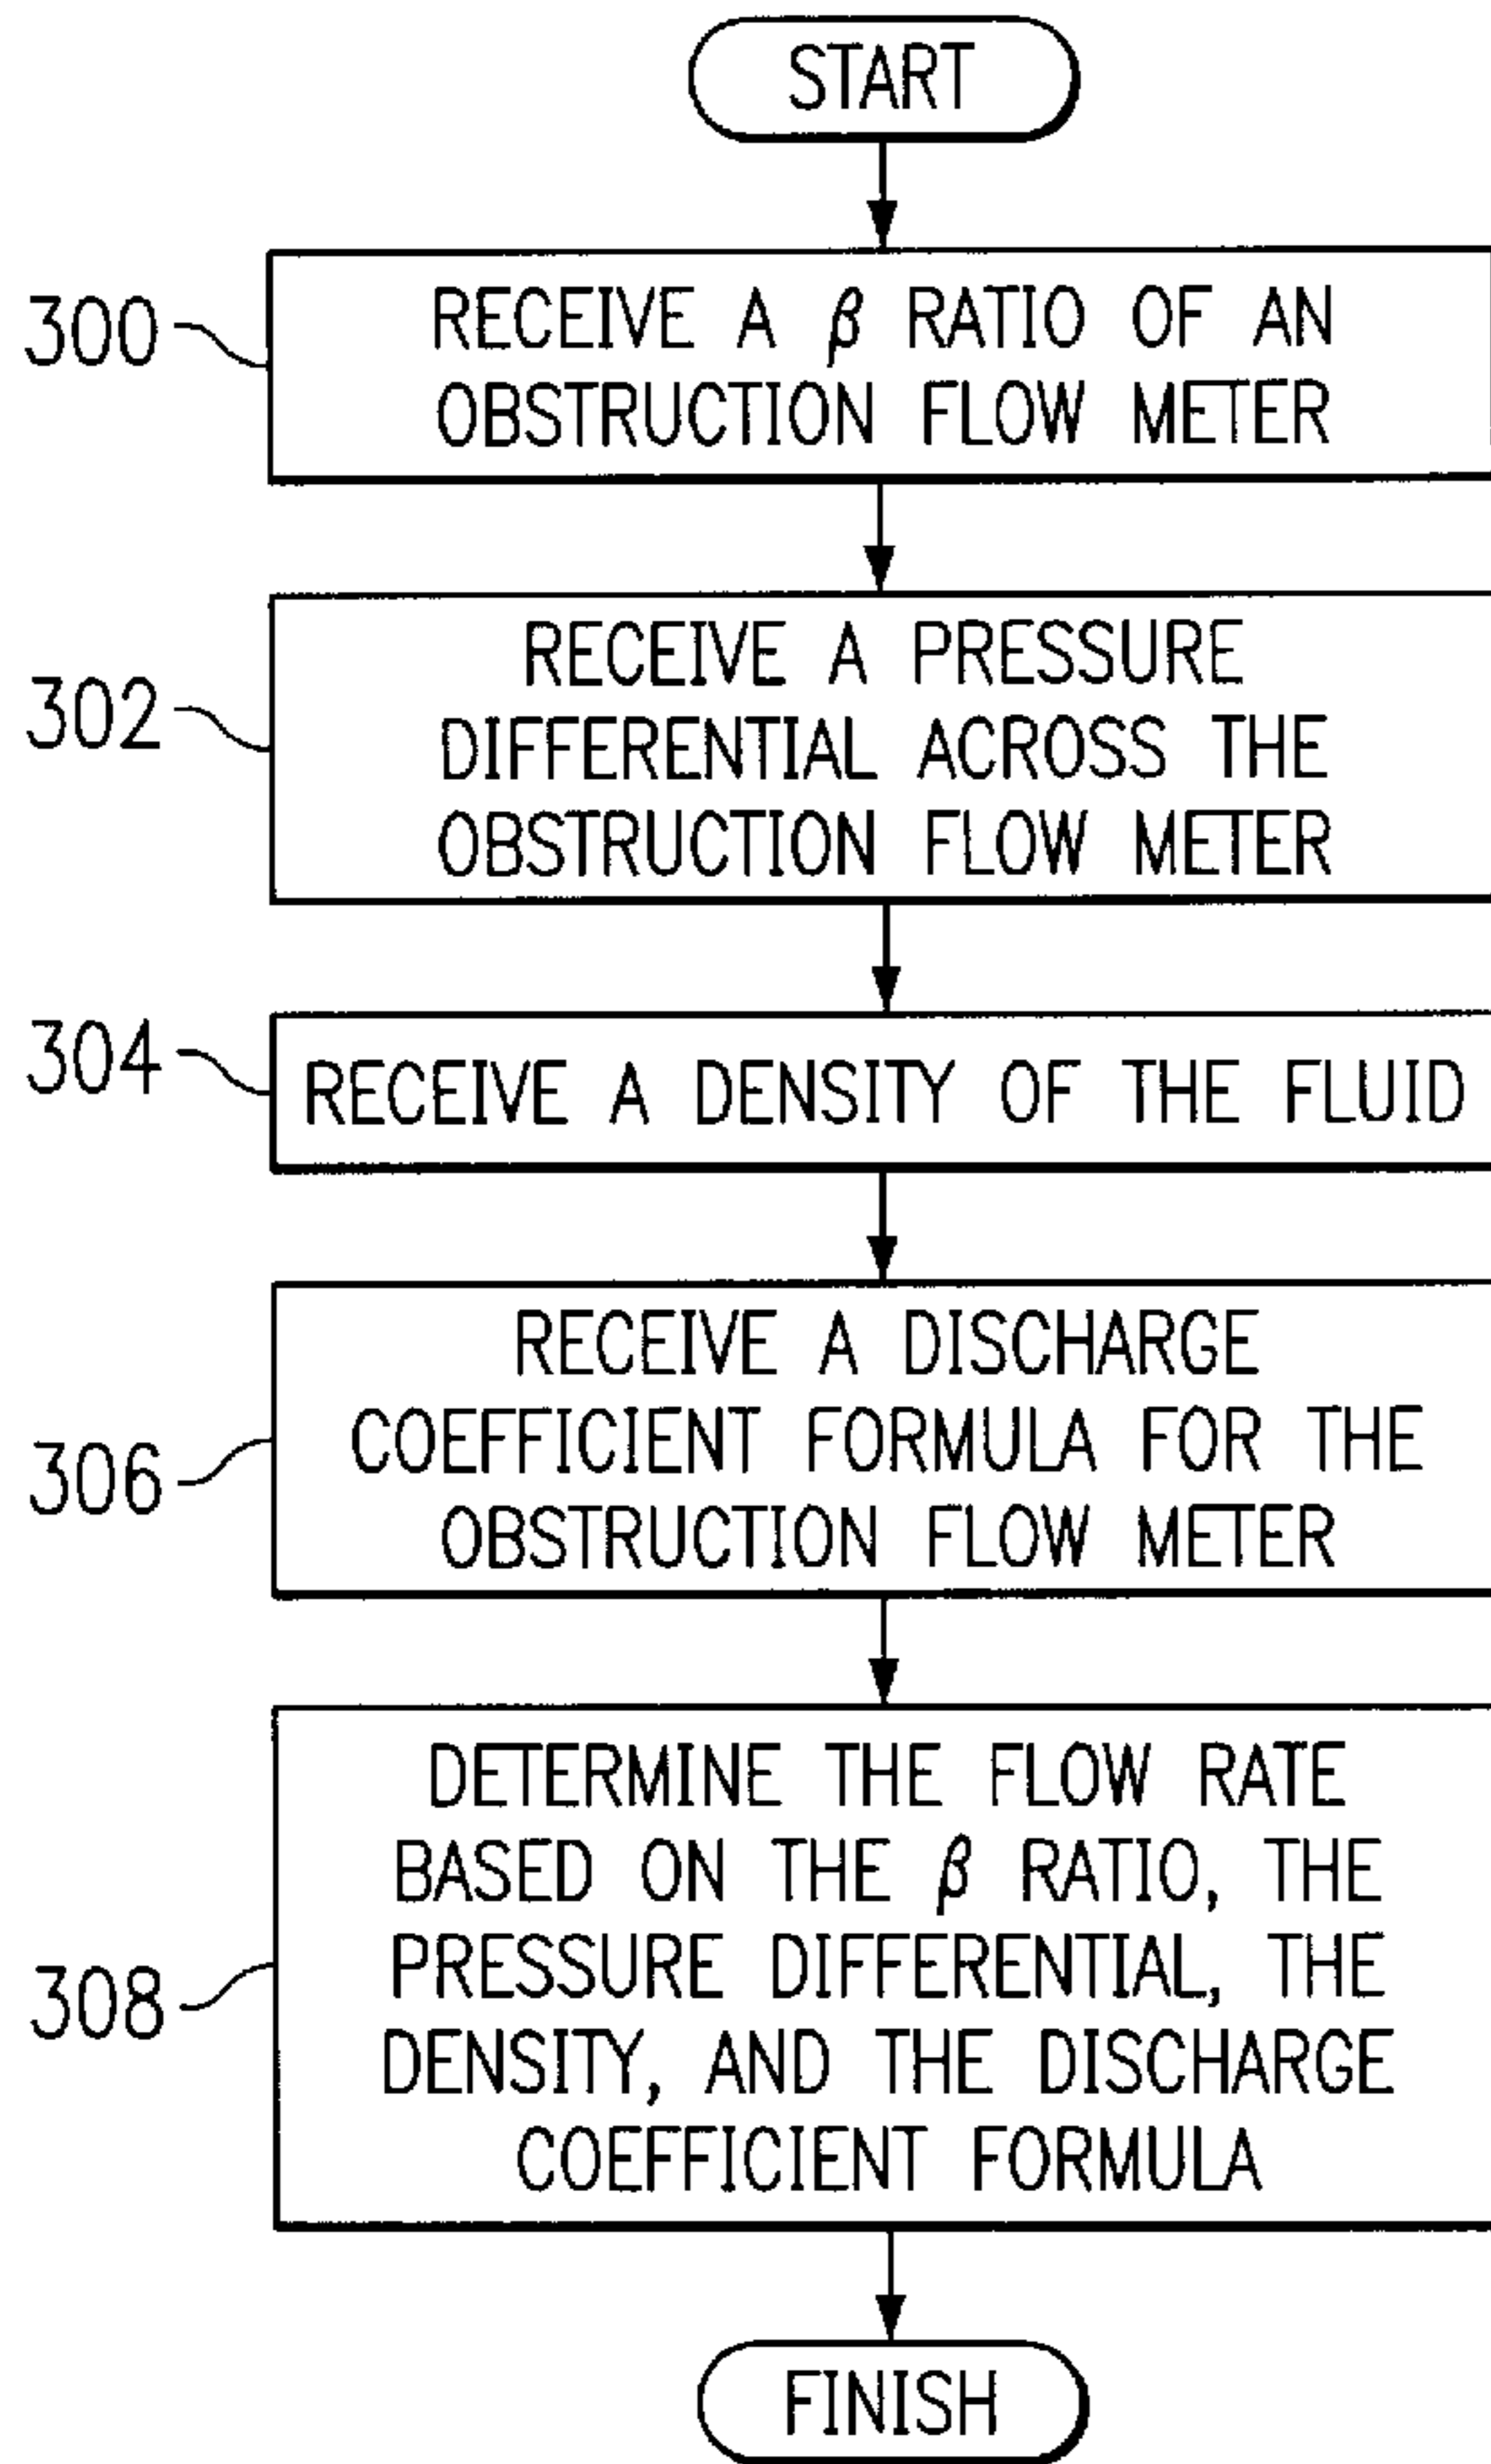 START
300
RECEIVE A β RATIO OF AN
OBSTRUCTION FLOW METER
302
RECEIVE A PRESSURE
DIFFERENTIAL ACROSS THE
OBSTRUCTION FLOW METER
304
RECEIVE A DENSITY OF THE FLUID
306
RECEIVE A DISCHARGE
COEFFICIENT FORMULA FOR THE
OBSTRUCTION FLOW METER
308
DETERMINE THE FLOW RATE
BASED ON THE β RATIO, THE
PRESSURE DIFFERENTIAL, THE
DENSITY, AND THE DISCHARGE
COEFFICIENT FORMULA
FINISH